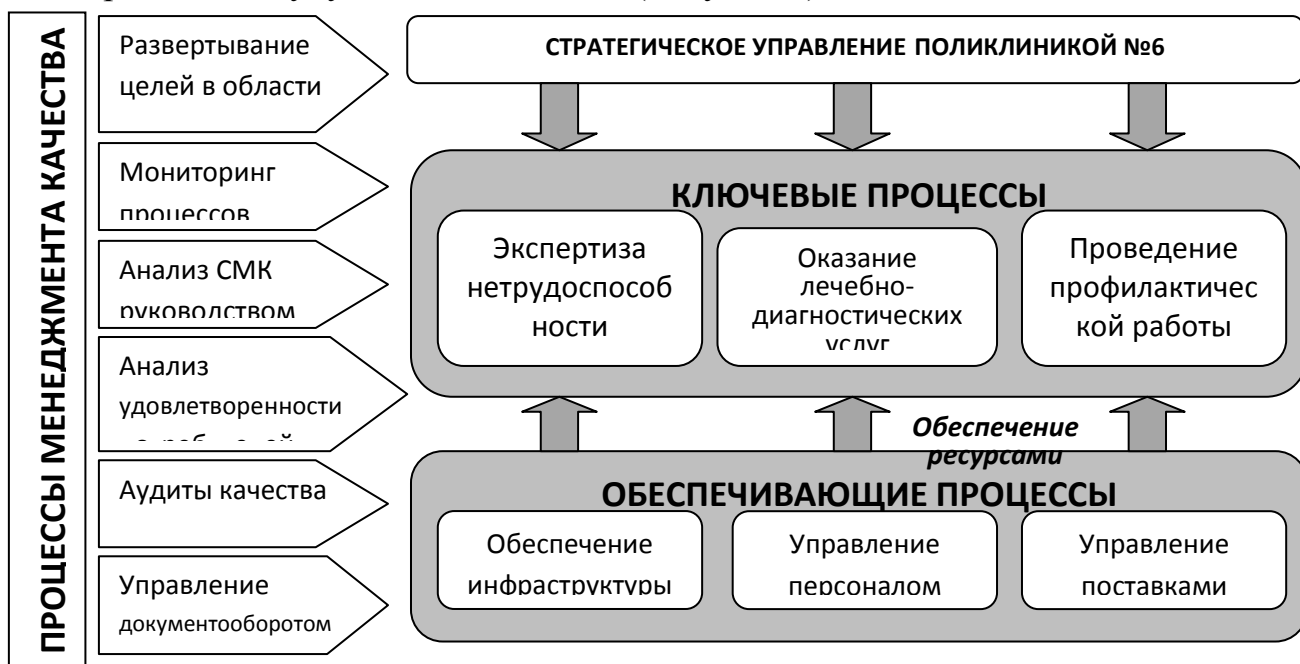 ПРОЦЕССЫ МЕНЕДЖМЕНТА КАЧЕСТВА
Развертывание
целей в области
Мониторинг
процессов
Анализ СМК
руководством
Анализ
удовлетворенности
Аудиты качества
Управление
документооборотом
СТРАТЕГИЧЕСКОЕ УПРАВЛЕНИЕ ПОЛИКЛИНИКОЙ №6
КЛЮЧЕВЫЕ ПРОЦЕССЫ
Экспертиза
нетрудоспособ
ности
Оказание
лечебно-
диагностических
услуг
Проведение
профилактичес
кой работы
Обеспечение
ресурсами
ОБЕСПЕЧИВАЮЩИЕ ПРОЦЕССЫ
Обеспечение
инфраструктуры
Управление
персоналом
Управление
поставками